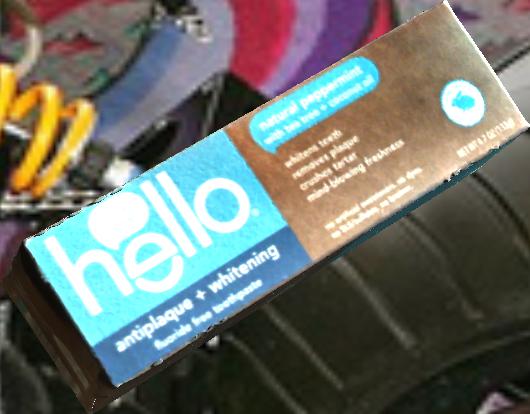 hello
antiplaque + whitening
fluoride free toothpaste
natural peppermint
with tea tree + coconut oil
whitens teeth
removes plaque
crushes tartar
mind-blowing freshness